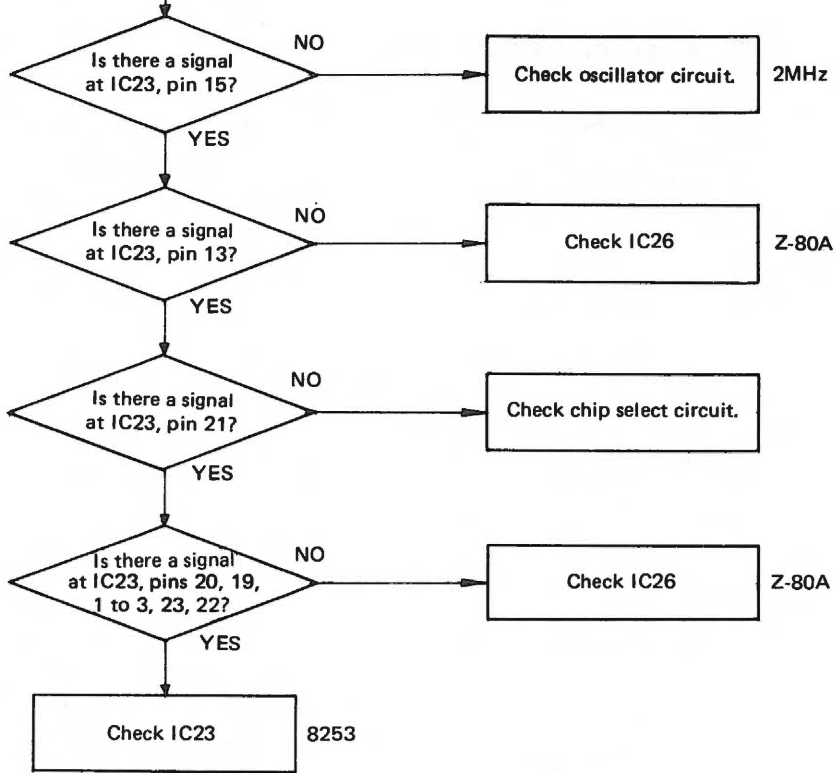 Is there a signal
at IC23, pin 15?
NO
Check oscillator circuit.
2MHz
YES
Is there a signal
at IC23, pin 13?
NO
Check IC26
Z-80A
YES
Is there a signal
at IC23, pin 21?
NO
Check chip select circuit.
YES
Is there a signal
at IC23, pins 20, 19,
1 to 3, 23, 22?
NO
Check IC26
Z-80A
YES
Check IC23
8253